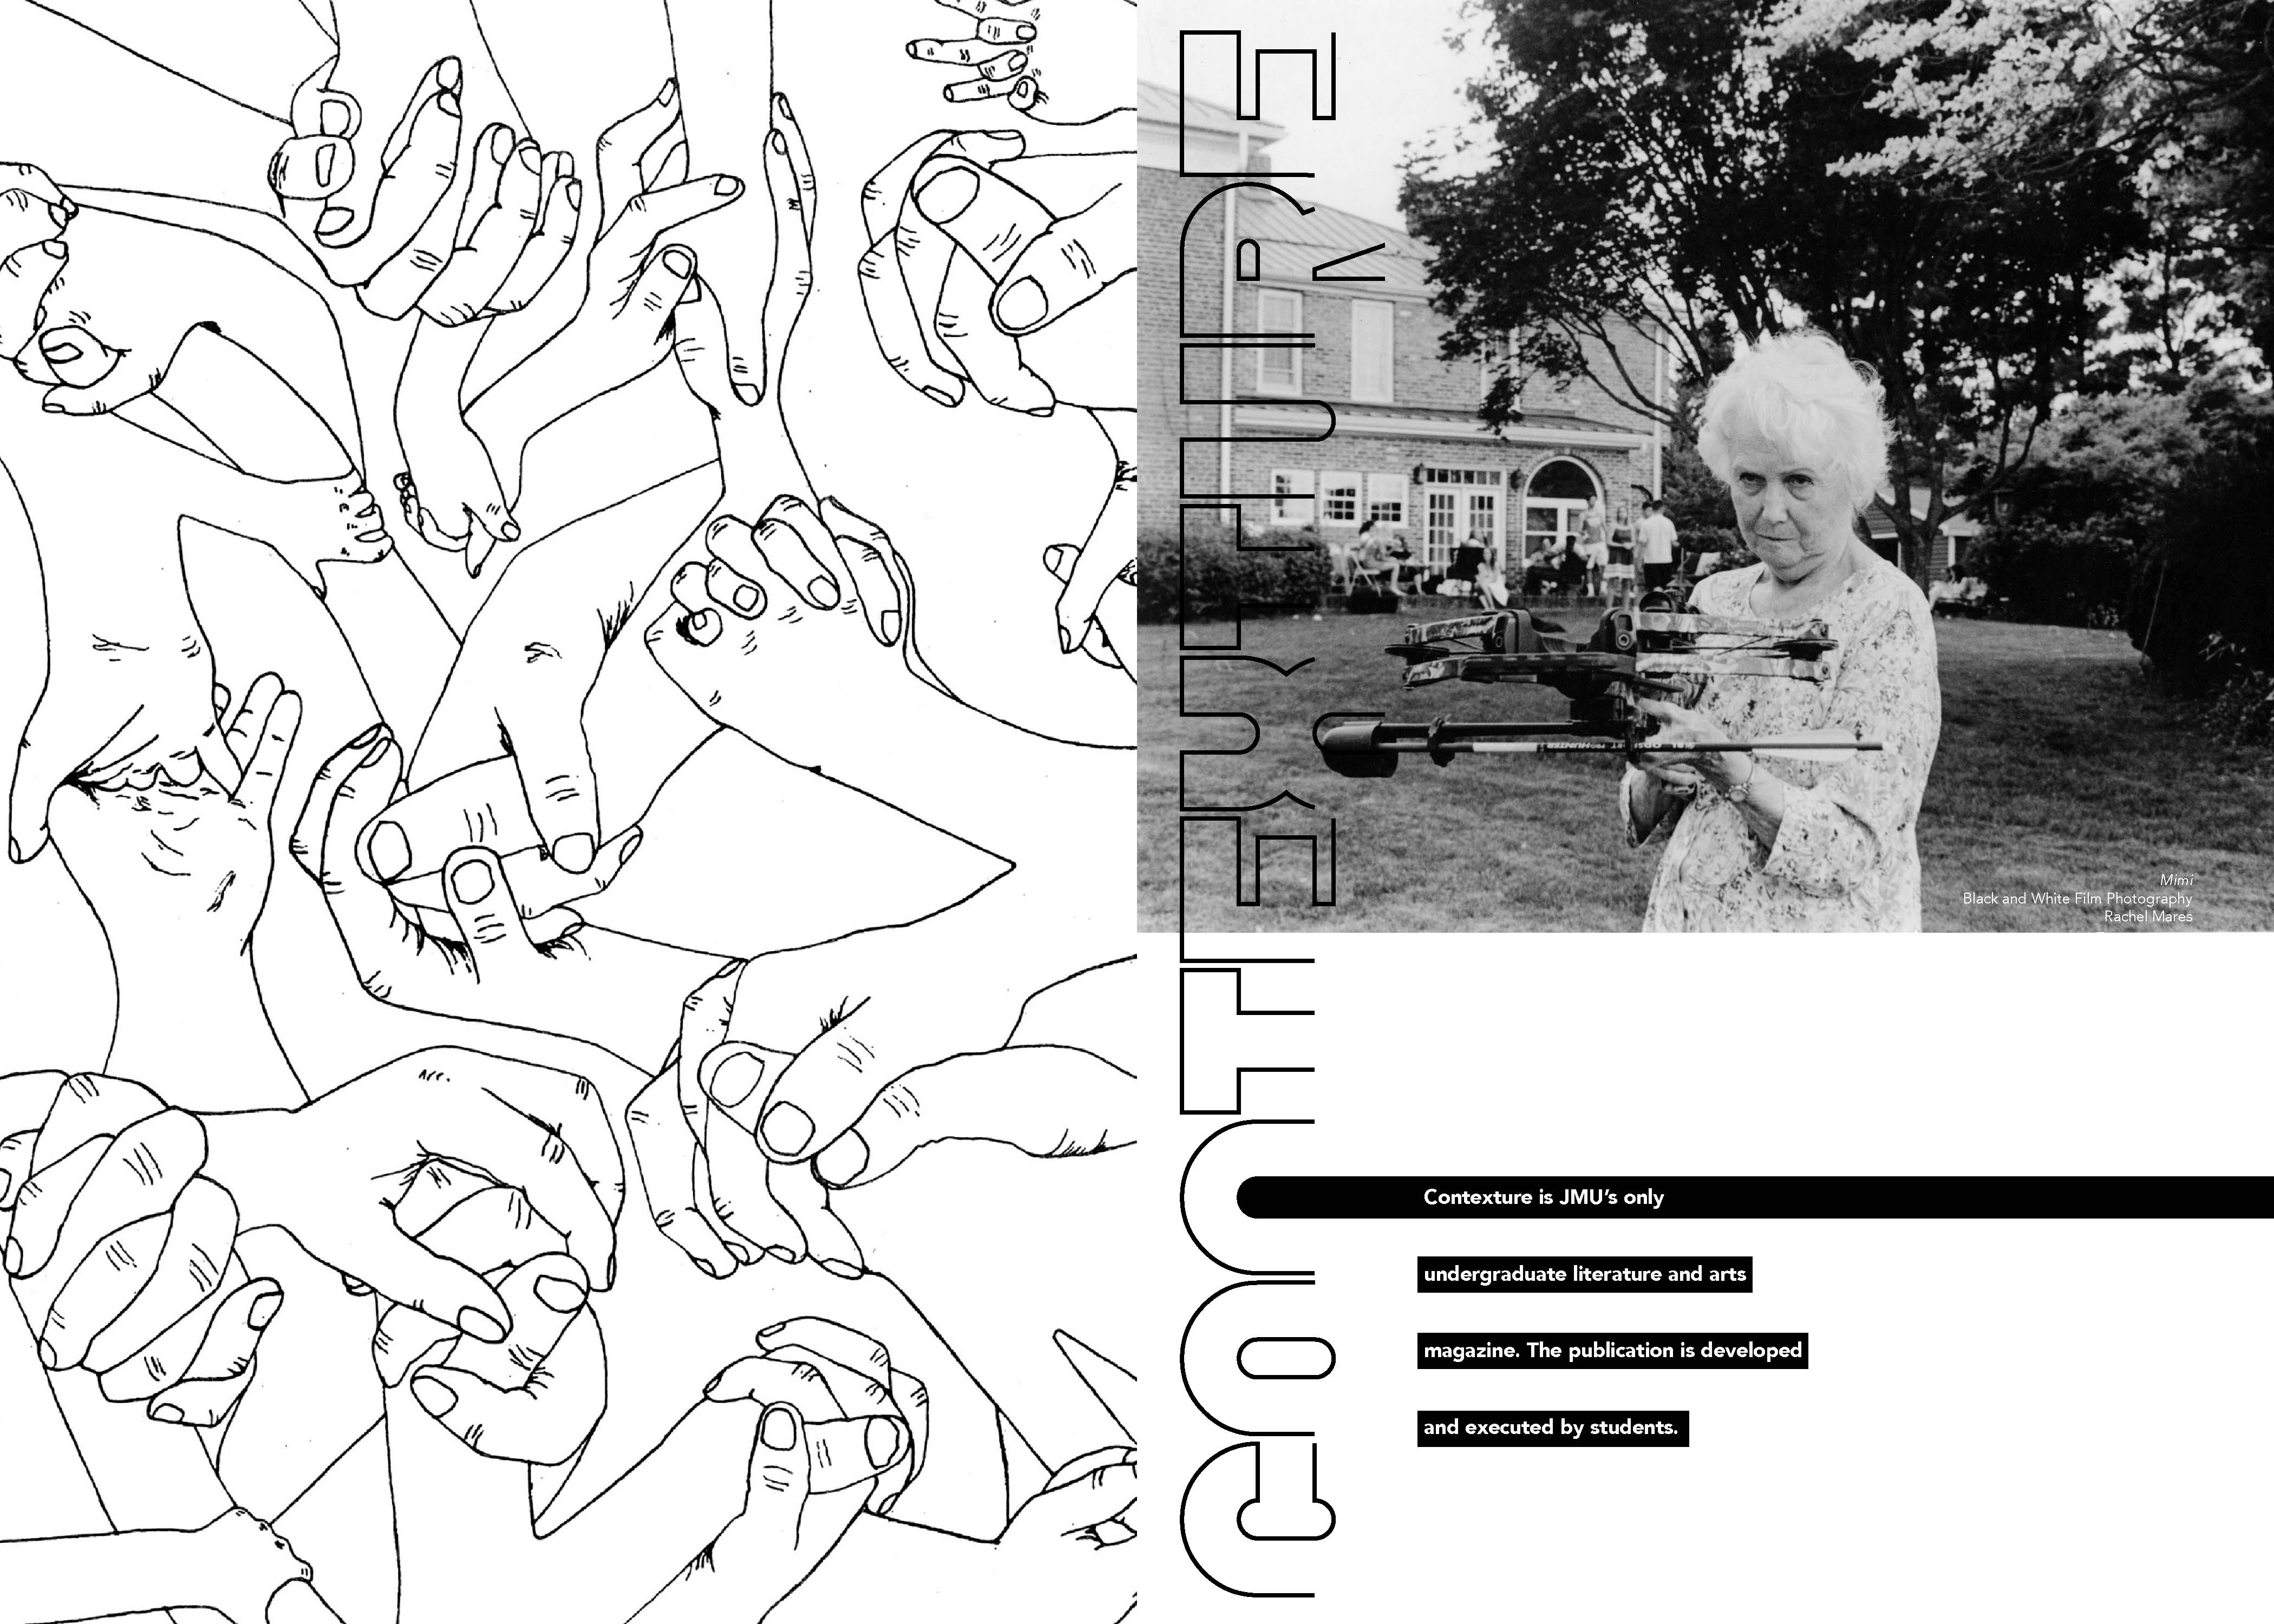 CONTEXTURE
Mimi
Black and White Film Photography
Rachel Mares
Contexture is JMU's only
undergraduate literature and arts
magazine. The publication is developed
and executed by students.